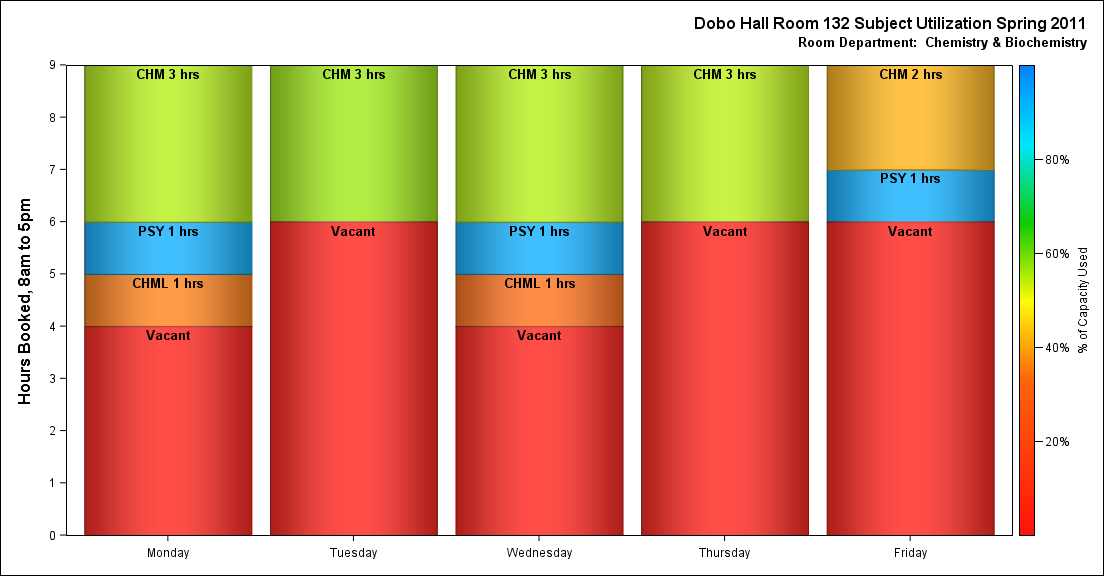 Dobo Hall Room 132 Subject Utilization Spring 2011
Room Department:  Chemistry & Biochemistry
Hours Booked, 8am to 5pm
9
8
7
6
5
4
3
2
1
0
CHM 3 hrs
PSY 1 hrs
CHML 1 hrs
Vacant
CHM 3 hrs
Vacant
CHM 3 hrs
PSY 1 hrs
CHML 1 hrs
Vacant
CHM 3 hrs
Vacant
CHM 2 hrs
PSY 1 hrs
Vacant
Monday
Tuesday
Wednesday
Thursday
Friday
80%
60%
40%
20%
% of Capacity Used